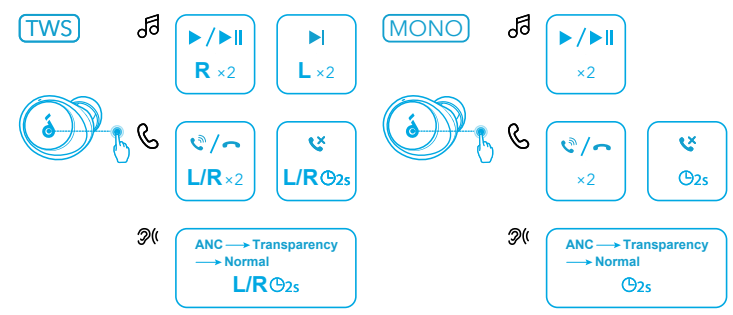 TWS
R ×2
L ×2
L/R ×2
L/R 2s
ANC → Transparency
→ Normal
L/R 2s
MONO
×2
×2
2s
ANC → Transparency
→ Normal
2s